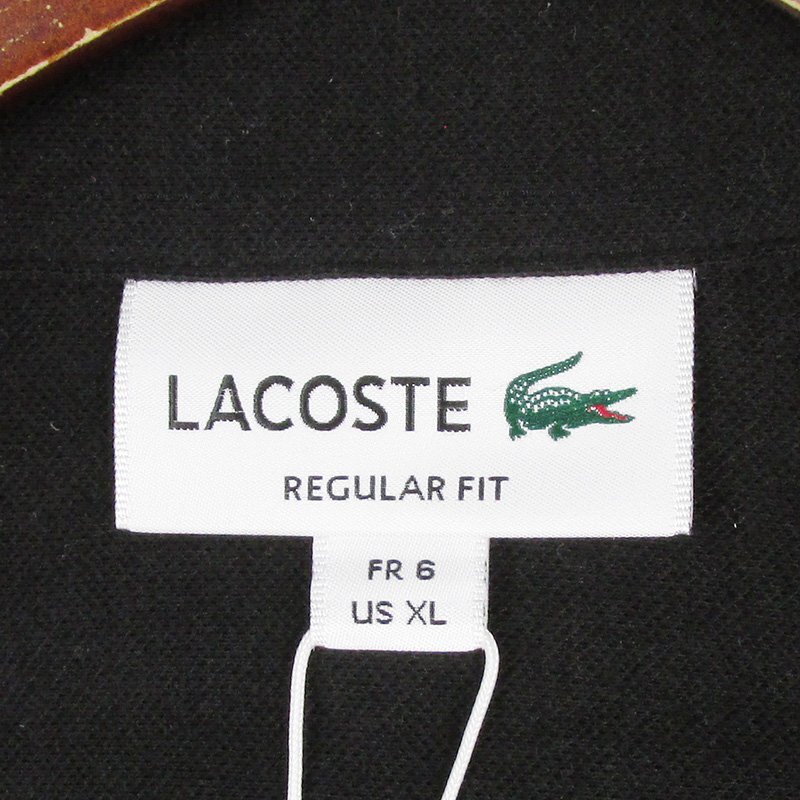 LACOSTE
REGULAR FIT
FR 6
US XL